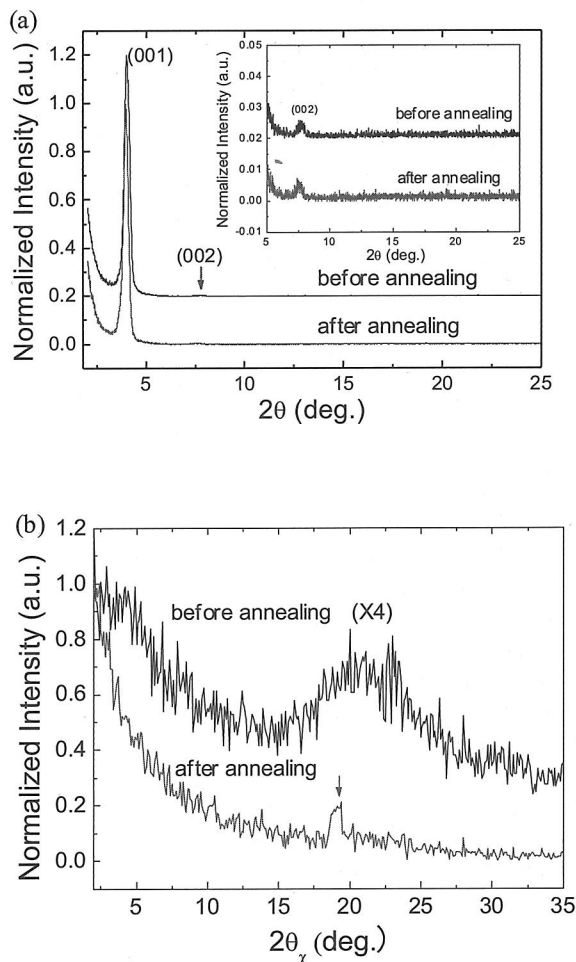 (a)
1.2
1.0
0.8
0.6
0.4
0.2
0.0
Normalized Intensity (a.u.)
(001)
(002)
before annealing
after annealing
5
10
15
20
25
2θ (deg.)
0.05
0.04
0.03
0.02
0.01
0.00
-0.01
Normalized Intensity (a.u.)
(002)
before annealing
after annealing
5
10
15
20
25
2θ (deg.)
(b)
1.2
1.0
0.8
0.6
0.4
0.2
0.0
Normalized Intensity (a.u.)
before annealing (X4)
after annealing
5
10
15
20
25
30
35
2θχ (deg.)